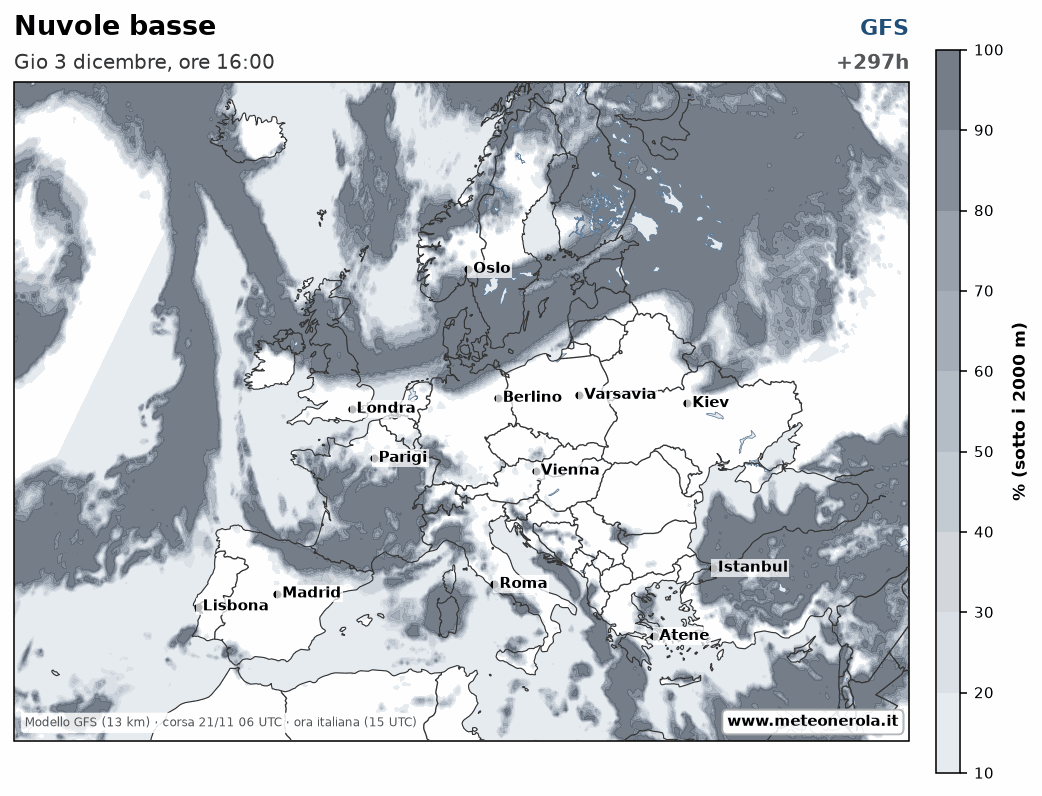 Nuvole basse
GFS
Gio 3 dicembre, ore 16:00
+297h
Oslo
Berlino
Varsavia
Kiev
Londra
Parigi
Vienna
Istanbul
Roma
Madrid
Lisbona
Atene
Modello GFS (13 km) · corsa 21/11 06 UTC · ora italiana (15 UTC)
www.meteonerola.it
100
90
80
70
60
50
40
30
20
10
% (sotto i 2000 m)